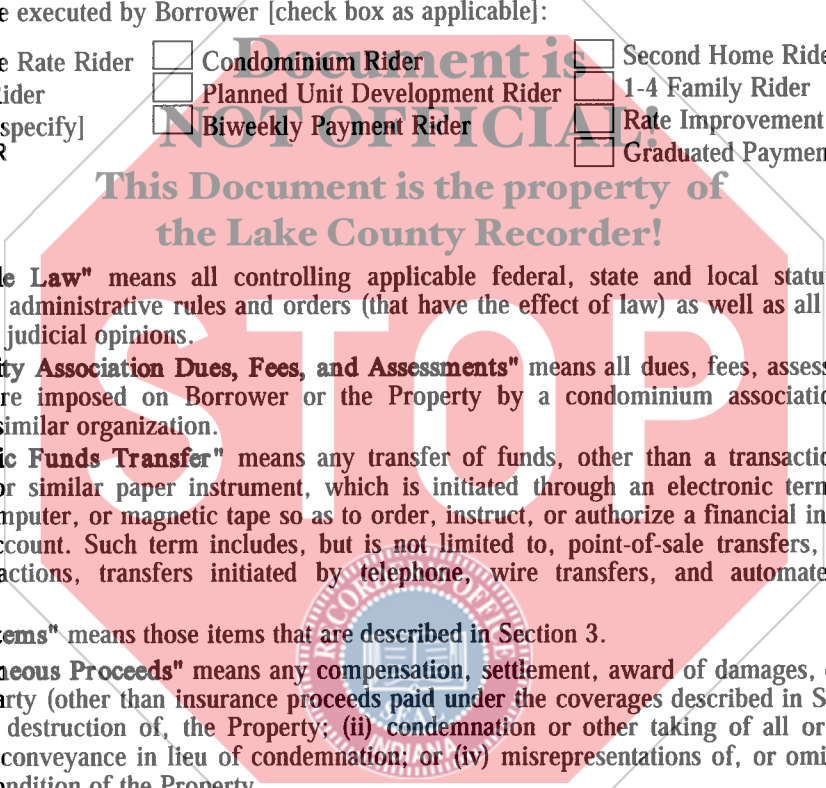 e executed by Borrower [check box as applicable]:
e Rate Rider Condominium Rider Second Home Ride
ider Planned Unit Development Rider 1-4 Family Rider
specify] Biweekly Payment Rider Rate Improvement
R Graduated Paymen
Document is
NOT OFFICIAL!
This Document is the property of
the Lake County Recorder!
STOP
e Law" means all controlling applicable federal, state and local statu
administrative rules and orders (that have the effect of law) as well as all
judicial opinions.
ty Association Dues, Fees, and Assessments" means all dues, fees, assess
re imposed on Borrower or the Property by a condominium associatio
similar organization.
ic Funds Transfer" means any transfer of funds, other than a transactio
or similar paper instrument, which is initiated through an electronic term
mputer, or magnetic tape so as to order, instruct, or authorize a financial in
ccount. Such term includes, but is not limited to, point-of-sale transfers,
actions, transfers initiated by telephone, wire transfers, and automate
tems" means those items that are described in Section 3.
neous Proceeds" means any compensation, settlement, award of damages,
arty (other than insurance proceeds paid under the coverages described in S
destruction of, the Property; (ii) condemnation or other taking of all or
conveyance in lieu of condemnation; or (iv) misrepresentations of, or omi
ondition of the Property.
RECORDER'S OFFICE
SEAL
INDIANA